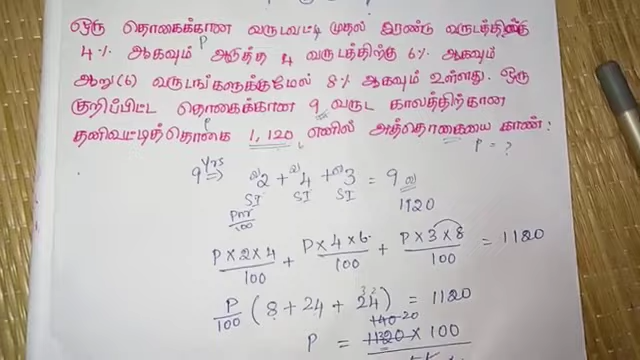 ஒரு தொகைக்கான வருடவட்டி முதல் இரண்டு வருடத்திற்கு
4% ஆகவும் அடுத்த 4 வருடத்திற்கு 6% ஆகவும்
P
ஆறு(6) வருடங்களுக்குமேல் 8% ஆகவும் உள்ளது. ஒரு
குறிப்பிட்ட தொகைக்கான 9 வருட காலத்திற்கான
தனிவட்டித்தொகை 1,120 எனில் அத்தொகையை காண்:
P
P = ?
9 yrs 2 + 4 + 3 = 9
SI SI SI
Pnr/100 1120
P×2×4/100 + P×4×6/100 + P×3×8/100 = 1120
P/100 (8 + 24 + 24) = 1120
20
P = 1120 × 100